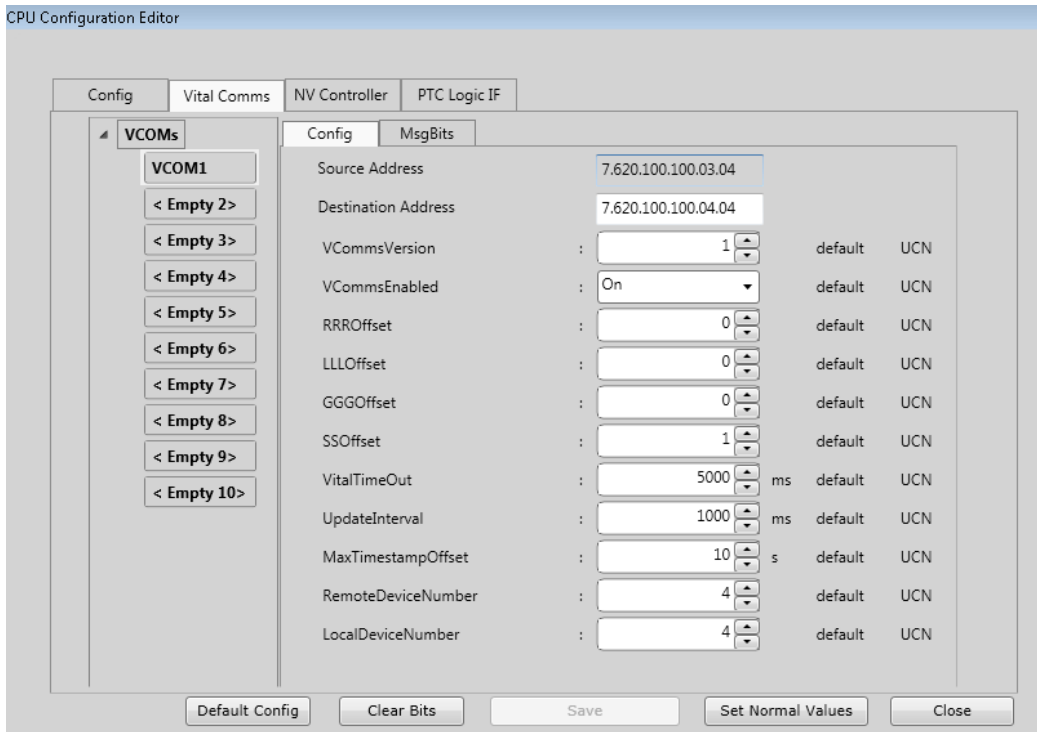 CPU Configuration Editor
Config Vital Comms NV Controller PTC Logic IF
VCOMs
VCOM1
< Empty 2>
< Empty 3>
< Empty 4>
< Empty 5>
< Empty 6>
< Empty 7>
< Empty 8>
< Empty 9>
< Empty 10>
Config MsgBits
Source Address 7.620.100.100.03.04
Destination Address 7.620.100.100.04.04
VCommsVersion : 1 default UCN
VCommsEnabled : On default UCN
RRROffset : 0 default UCN
LLLOffset : 0 default UCN
GGGOffset : 0 default UCN
SSOffset : 1 default UCN
VitalTimeOut : 5000 ms default UCN
UpdateInterval : 1000 ms default UCN
MaxTimestampOffset : 10 s default UCN
RemoteDeviceNumber : 4 default UCN
LocalDeviceNumber : 4 default UCN
Default Config Clear Bits Save Set Normal Values Close